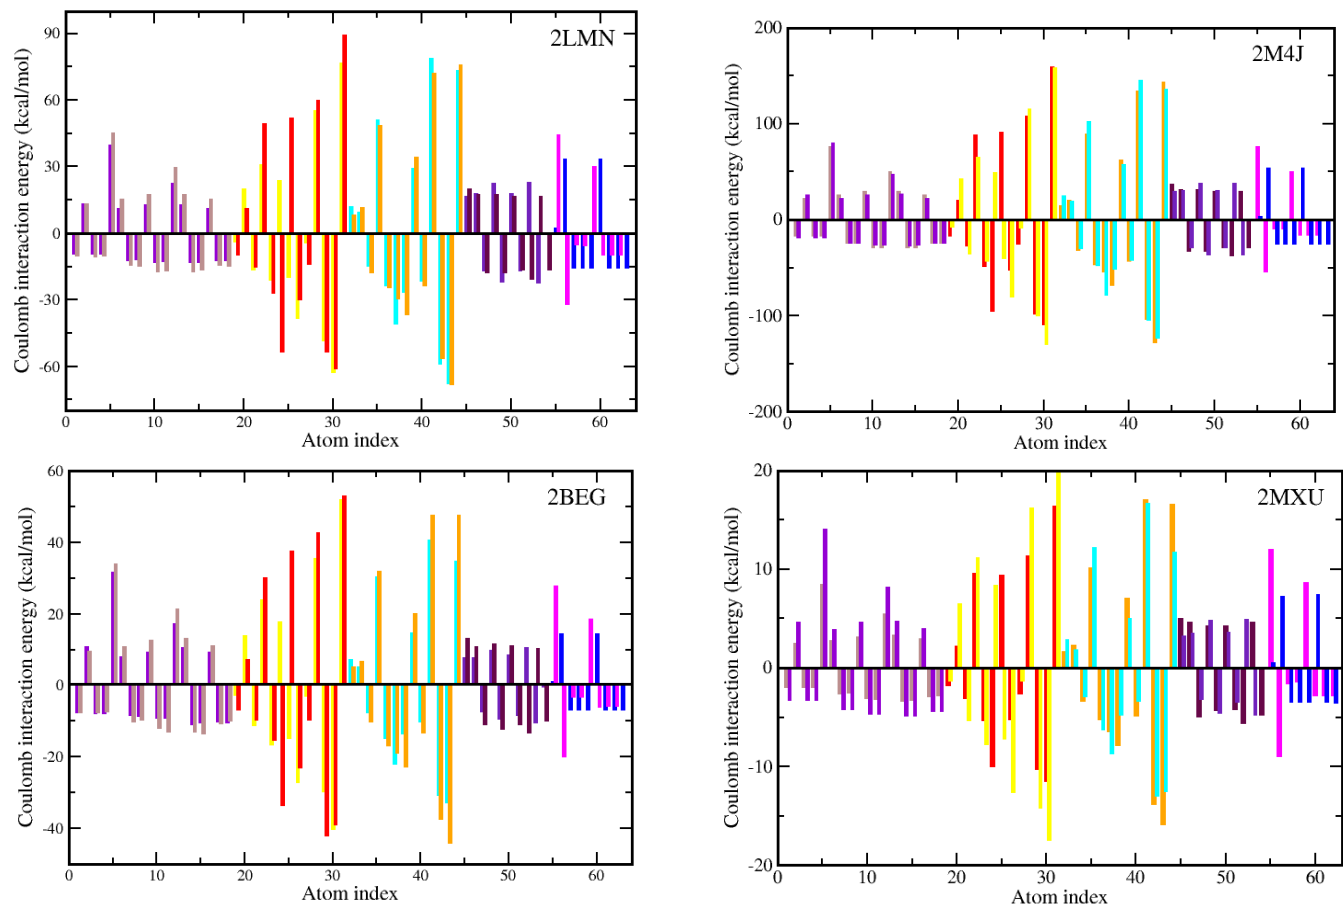 2LMN
Coulomb interaction energy (kcal/mol)
90
60
30
0
-30
-60
0 10 20 30 40 50 60
Atom index
2M4J
Coulomb interaction energy (kcal/mol)
200
100
0
-100
-200
0 10 20 30 40 50 60
Atom index
2BEG
Coulomb interaction energy (kcal/mol)
60
40
20
0
-20
-40
0 10 20 30 40 50 60
Atom index
2MXU
Coulomb interaction energy (kcal/mol)
20
10
0
-10
-20
0 10 20 30 40 50 60
Atom index